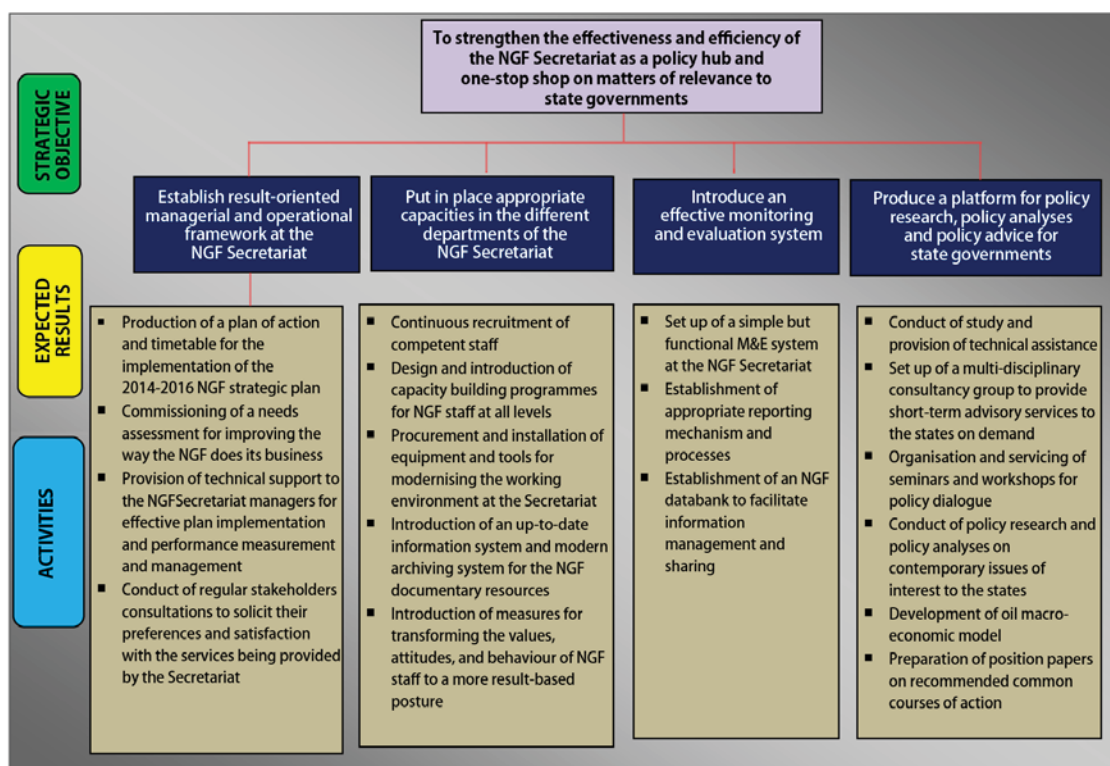 To strengthen the effectiveness and efficiency of
the NGF Secretariat as a policy hub and
one-stop shop on matters of relevance to
state governments
STRATEGIC
OBJECTIVE
Establish result-oriented
managerial and operational
framework at the
NGF Secretariat
Put in place appropriate
capacities in the different
departments of the
NGF Secretariat
Introduce an
effective monitoring
and evaluation system
Produce a platform for policy
research, policy analyses
and policy advice for
state governments
EXPECTED
RESULTS
ACTIVITIES
▪ Production of a plan of action
and timetable for the
implementation of the
2014-2016 NGF strategic plan
▪ Commissioning of a needs
assessment for improving the
way the NGF does its business
▪ Provision of technical support to
the NGFSecretariat managers for
effective plan implementation
and performance measurement
and management
▪ Conduct of regular stakeholders
consultations to solicit their
preferences and satisfaction
with the services being provided
by the Secretariat
▪ Continuous recruitment of
competent staff
▪ Design and introduction of
capacity building programmes
for NGF staff at all levels
▪ Procurement and installation of
equipment and tools for
modernising the working
environment at the Secretariat
▪ Introduction of an up-to-date
information system and modern
archiving system for the NGF
documentary resources
▪ Introduction of measures for
transforming the values,
attitudes, and behaviour of NGF
staff to a more result-based
posture
▪ Set up of a simple but
functional M&E system
at the NGF Secretariat
▪ Establishment of
appropriate reporting
mechanism and
processes
▪ Establishment of an NGF
databank to facilitate
information
management and
sharing
▪ Conduct of study and
provision of technical assistance
▪ Set up of a multi-disciplinary
consultancy group to provide
short-term advisory services to
the states on demand
▪ Organisation and servicing of
seminars and workshops for
policy dialogue
▪ Conduct of policy research and
policy analyses on
contemporary issues of
interest to the states
▪ Development of oil macro-
economic model
▪ Preparation of position papers
on recommended common
courses of action